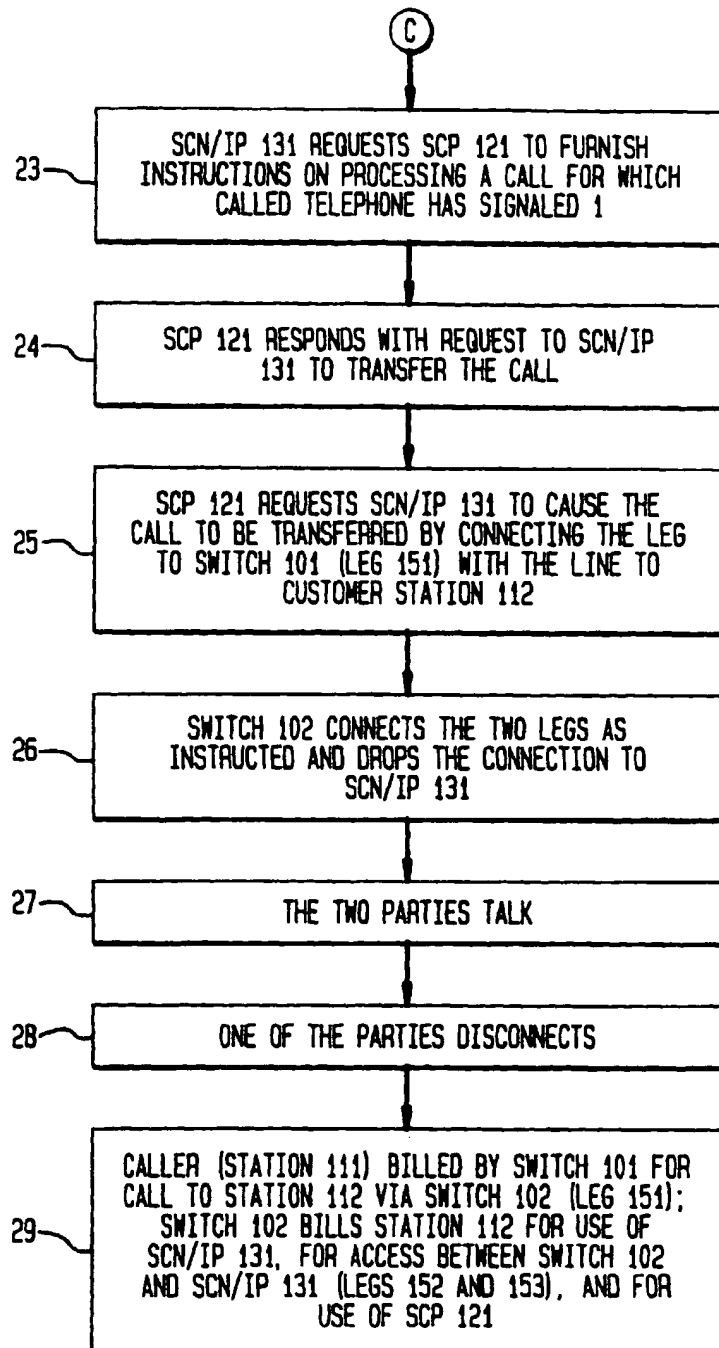 C
23
SCN/IP 131 REQUESTS SCP 121 TO FURNISH
INSTRUCTIONS ON PROCESSING A CALL FOR WHICH
CALLED TELEPHONE HAS SIGNALED 1
24
SCP 121 RESPONDS WITH REQUEST TO SCN/IP
131 TO TRANSFER THE CALL
25
SCP 121 REQUESTS SCN/IP 131 TO CAUSE THE
CALL TO BE TRANSFERRED BY CONNECTING THE LEG
TO SWITCH 101 (LEG 151) WITH THE LINE TO
CUSTOMER STATION 112
26
SWITCH 102 CONNECTS THE TWO LEGS AS
INSTRUCTED AND DROPS THE CONNECTION TO
SCN/IP 131
27
THE TWO PARTIES TALK
28
ONE OF THE PARTIES DISCONNECTS
29
CALLER (STATION 111) BILLED BY SWITCH 101 FOR
CALL TO STATION 112 VIA SWITCH 102 (LEG 151);
SWITCH 102 BILLS STATION 112 FOR USE OF
SCN/IP 131, FOR ACCESS BETWEEN SWITCH 102
AND SCN/IP 131 (LEGS 152 AND 153), AND FOR
USE OF SCP 121